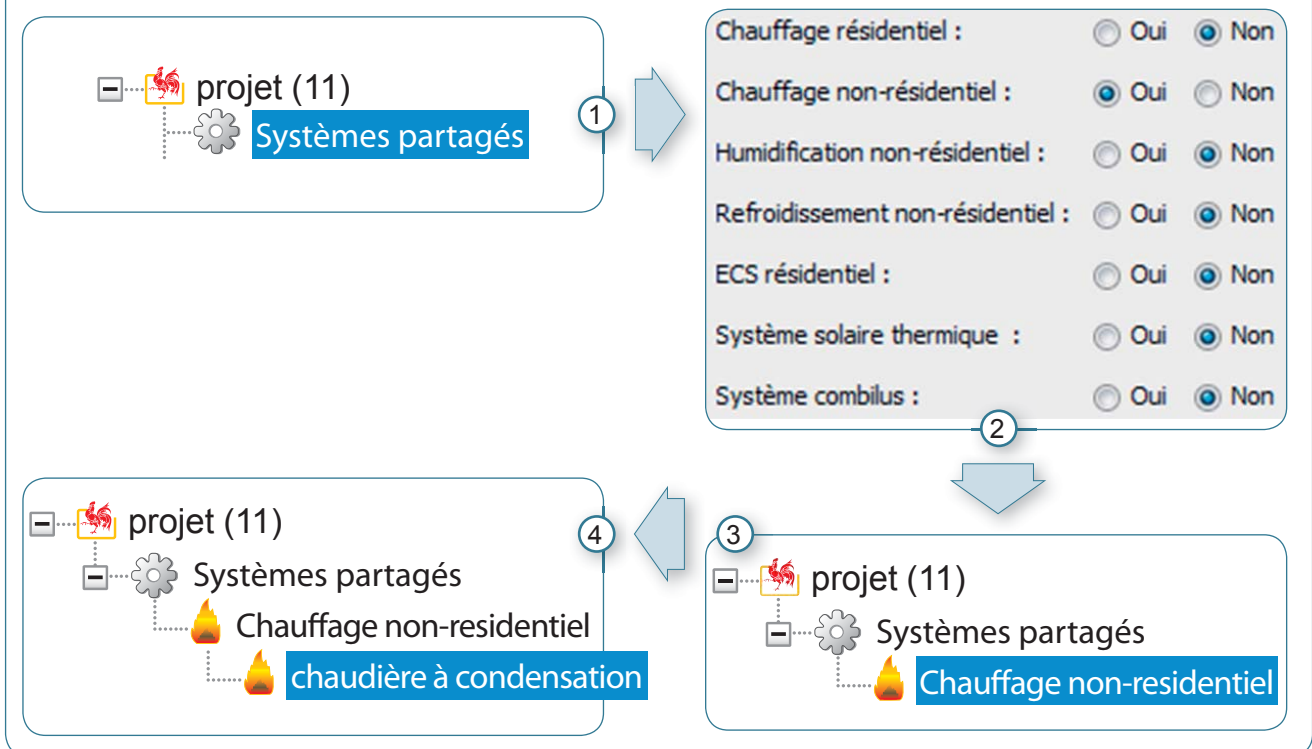 projet (11)
Systèmes partagés
1
Chauffage résidentiel : Oui Non
Chauffage non-résidentiel : Oui Non
Humidification non-résidentiel : Oui Non
Refroidissement non-résidentiel : Oui Non
ECS résidentiel : Oui Non
Système solaire thermique : Oui Non
Système combilus : Oui Non
2
3
projet (11)
Systèmes partagés
Chauffage non-residentiel
4
projet (11)
Systèmes partagés
Chauffage non-residentiel
chaudière à condensation